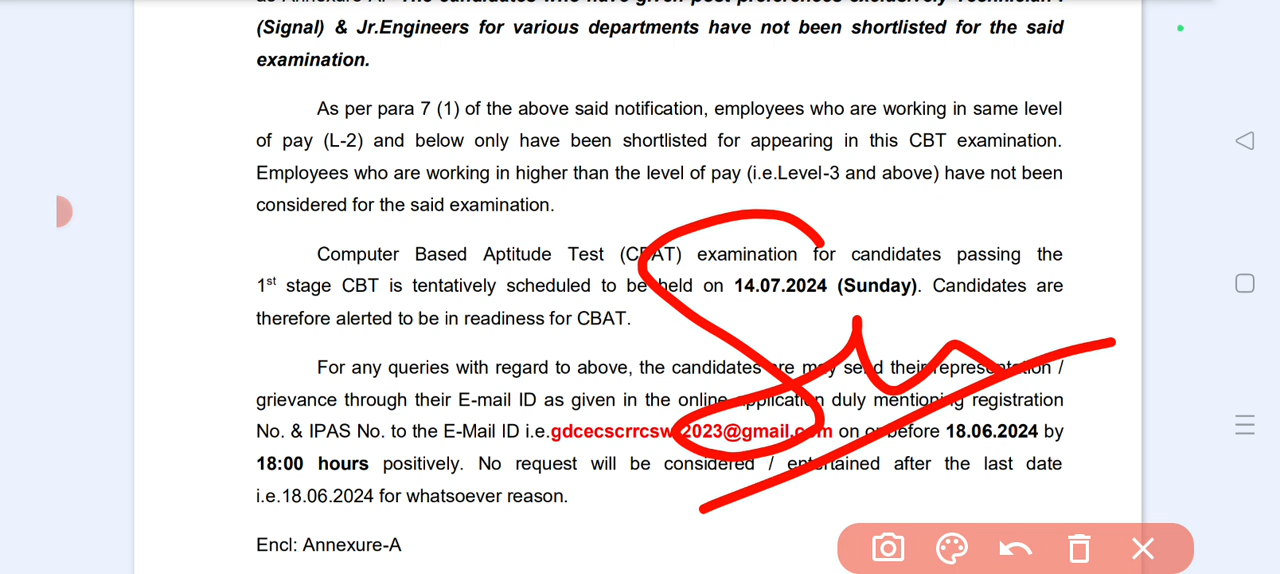 (Signal) & Jr.Engineers for various departments have not been shortlisted for the said
examination.
As per para 7 (1) of the above said notification, employees who are working in same level
of pay (L-2) and below only have been shortlisted for appearing in this CBT examination.
Employees who are working in higher than the level of pay (i.e.Level-3 and above) have not been
considered for the said examination.
Computer Based Aptitude Test (CBAT) examination for candidates passing the
1st stage CBT is tentatively scheduled to be held on 14.07.2024 (Sunday). Candidates are
therefore alerted to be in readiness for CBAT.
For any queries with regard to above, the candidates are may send their representation /
grievance through their E-mail ID as given in the online application duly mentioning registration
No. & IPAS No. to the E-Mail ID on or before 18.06.2024 by
18:00 hours positively. No request will be considered / entertained after the last date
i.e.18.06.2024 for whatsoever reason.
Encl: Annexure-A